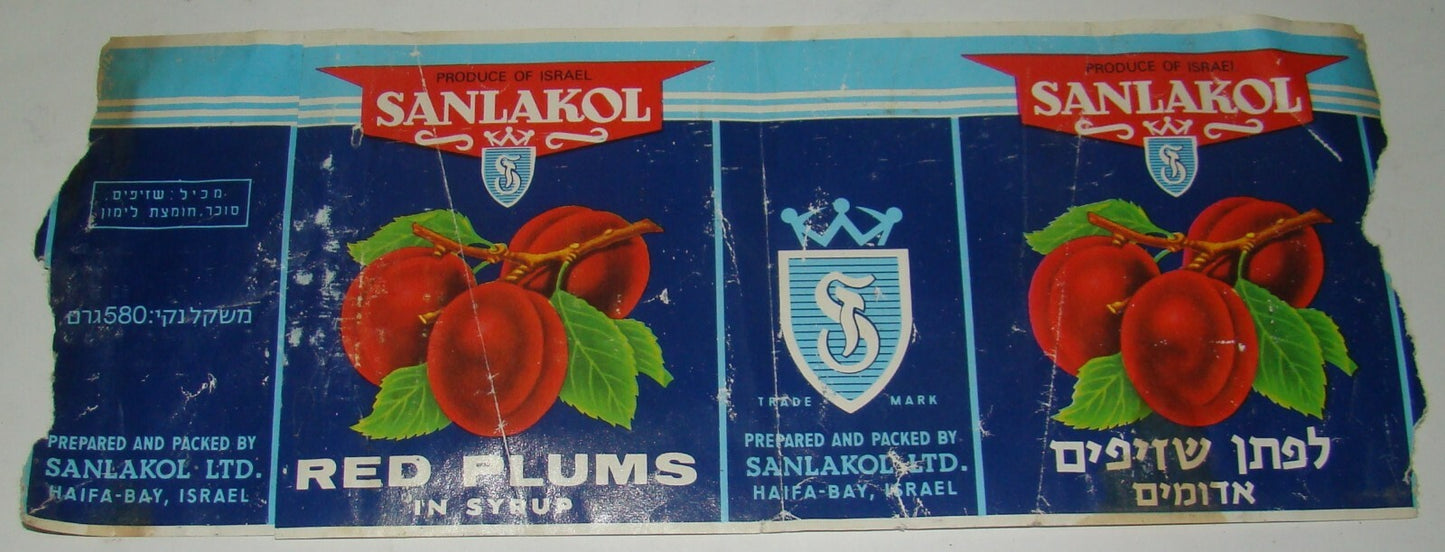 מכיל: שזיפים.
סוכר, חומצת לימון
משקל נקי: 580 גרם
PREPARED AND PACKED BY
SANLAKOL LTD.
HAIFA-BAY, ISRAEL
PRODUCE OF ISRAEL
SANLAKOL
RED PLUMS
IN SYRUP
TRADE MARK
PREPARED AND PACKED BY
SANLAKOL LTD.
HAIFA-BAY, ISRAEL
PRODUCE OF ISRAEL
SANLAKOL
לפתן שזיפים
אדומים